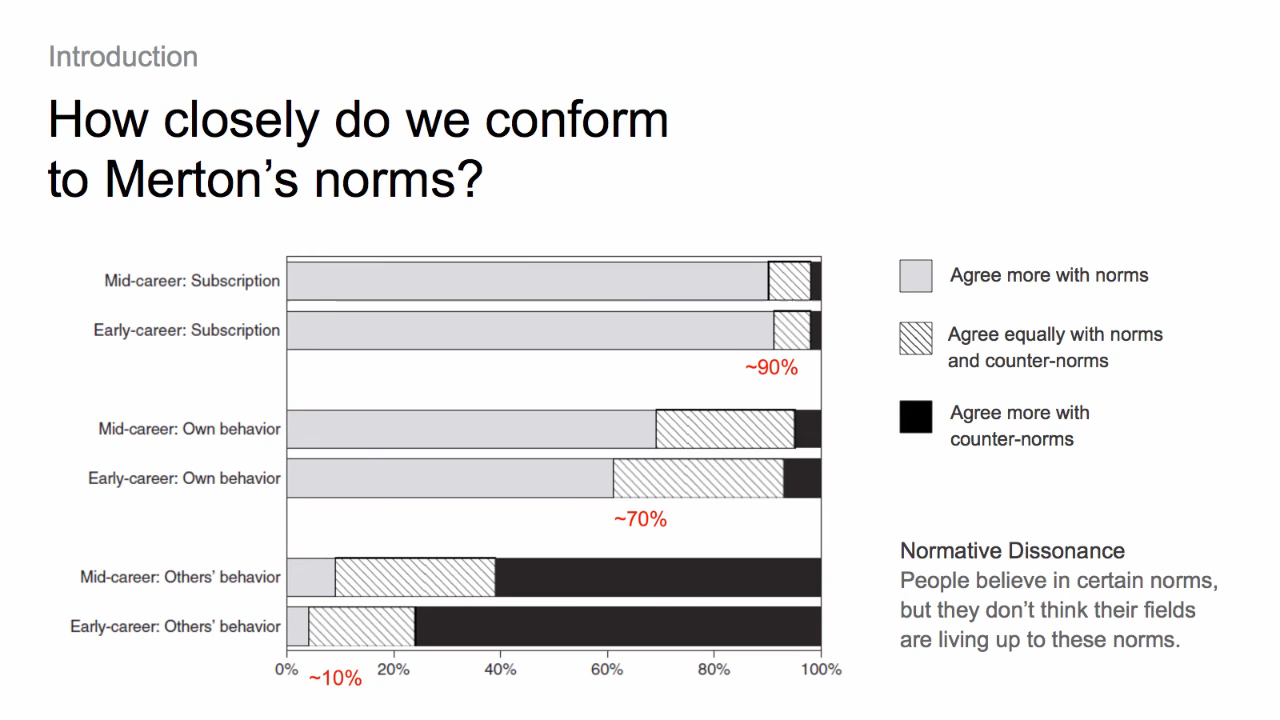 Introduction
How closely do we conform
to Merton’s norms?
Mid-career: Subscription
Early-career: Subscription
~90%
Mid-career: Own behavior
Early-career: Own behavior
~70%
Mid-career: Others’ behavior
Early-career: Others’ behavior
0% 20% 40% 60% 80% 100%
~10%
Agree more with norms
Agree equally with norms
and counter-norms
Agree more with
counter-norms
Normative Dissonance
People believe in certain norms,
but they don’t think their fields
are living up to these norms.